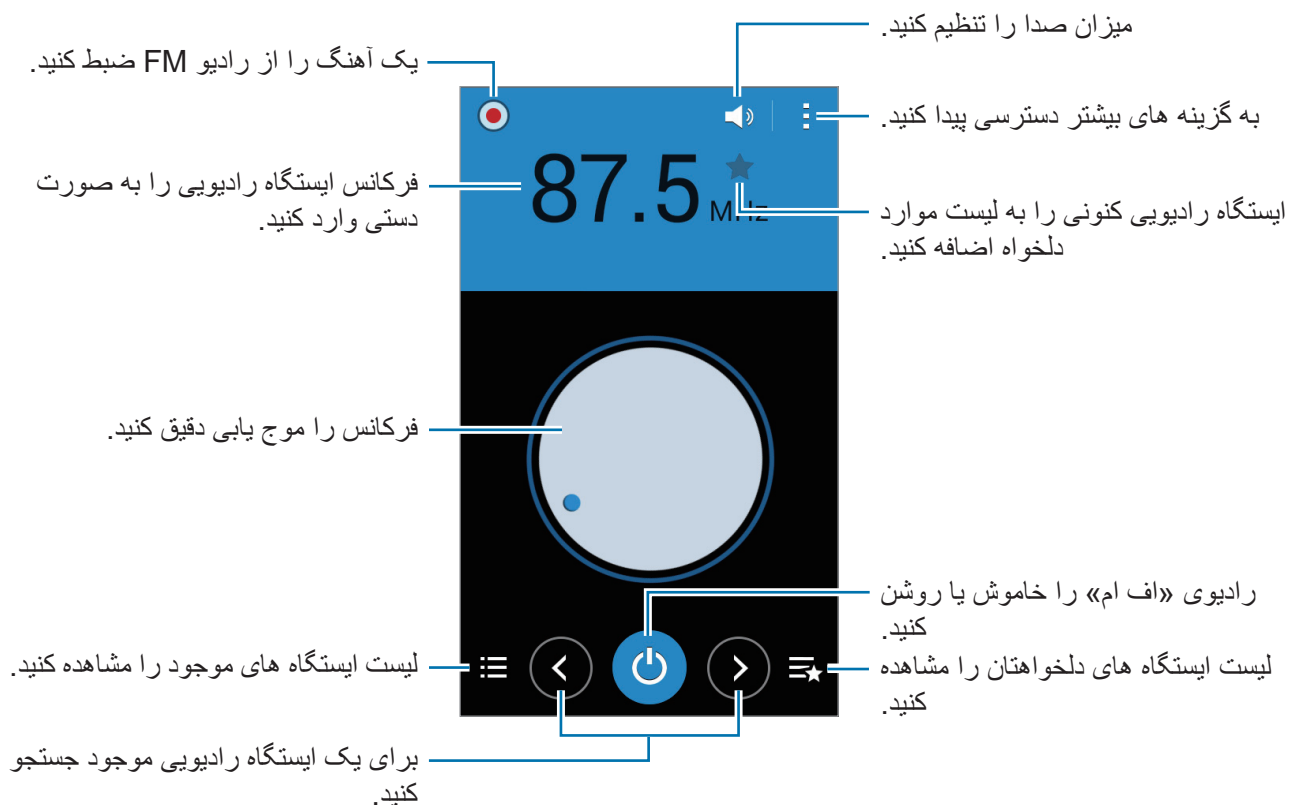 میزان صدا را تنظیم کنید.
یک آهنگ را از رادیو FM ضبط کنید.
به گزینه های بیشتر دسترسی پیدا کنید.
87.5 MHz
فرکانس ایستگاه رادیویی را به صورت
دستی وارد کنید.
ایستگاه رادیویی کنونی را به لیست موارد
دلخواه اضافه کنید.
فرکانس را موج یابی دقیق کنید.
رادیوی «اف ام» را خاموش یا روشن
کنید.
لیست ایستگاه های موجود را مشاهده کنید.
لیست ایستگاه های دلخواهتان را مشاهده
کنید.
برای یک ایستگاه رادیویی موجود جستجو
کنید.